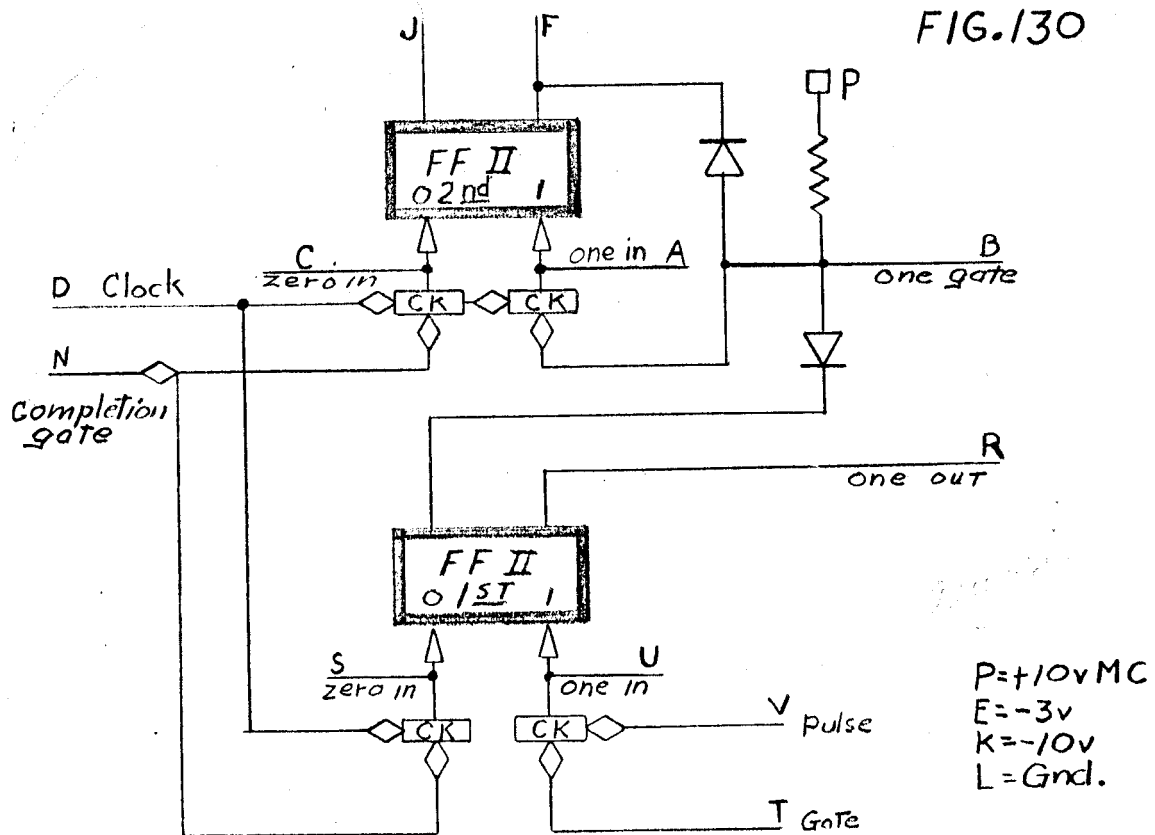 FIG.130
J F
P
FF II
0 2nd 1
C
zero in
one in A
B
one gate
D Clock
CK CK
N
Completion
gate
R
one out
FF II
0 1ST 1
S
zero in
U
one in
CK CK
V Pulse
T Gate
P=+10v MC
E=-3v
K=-10v
L=Gnd.